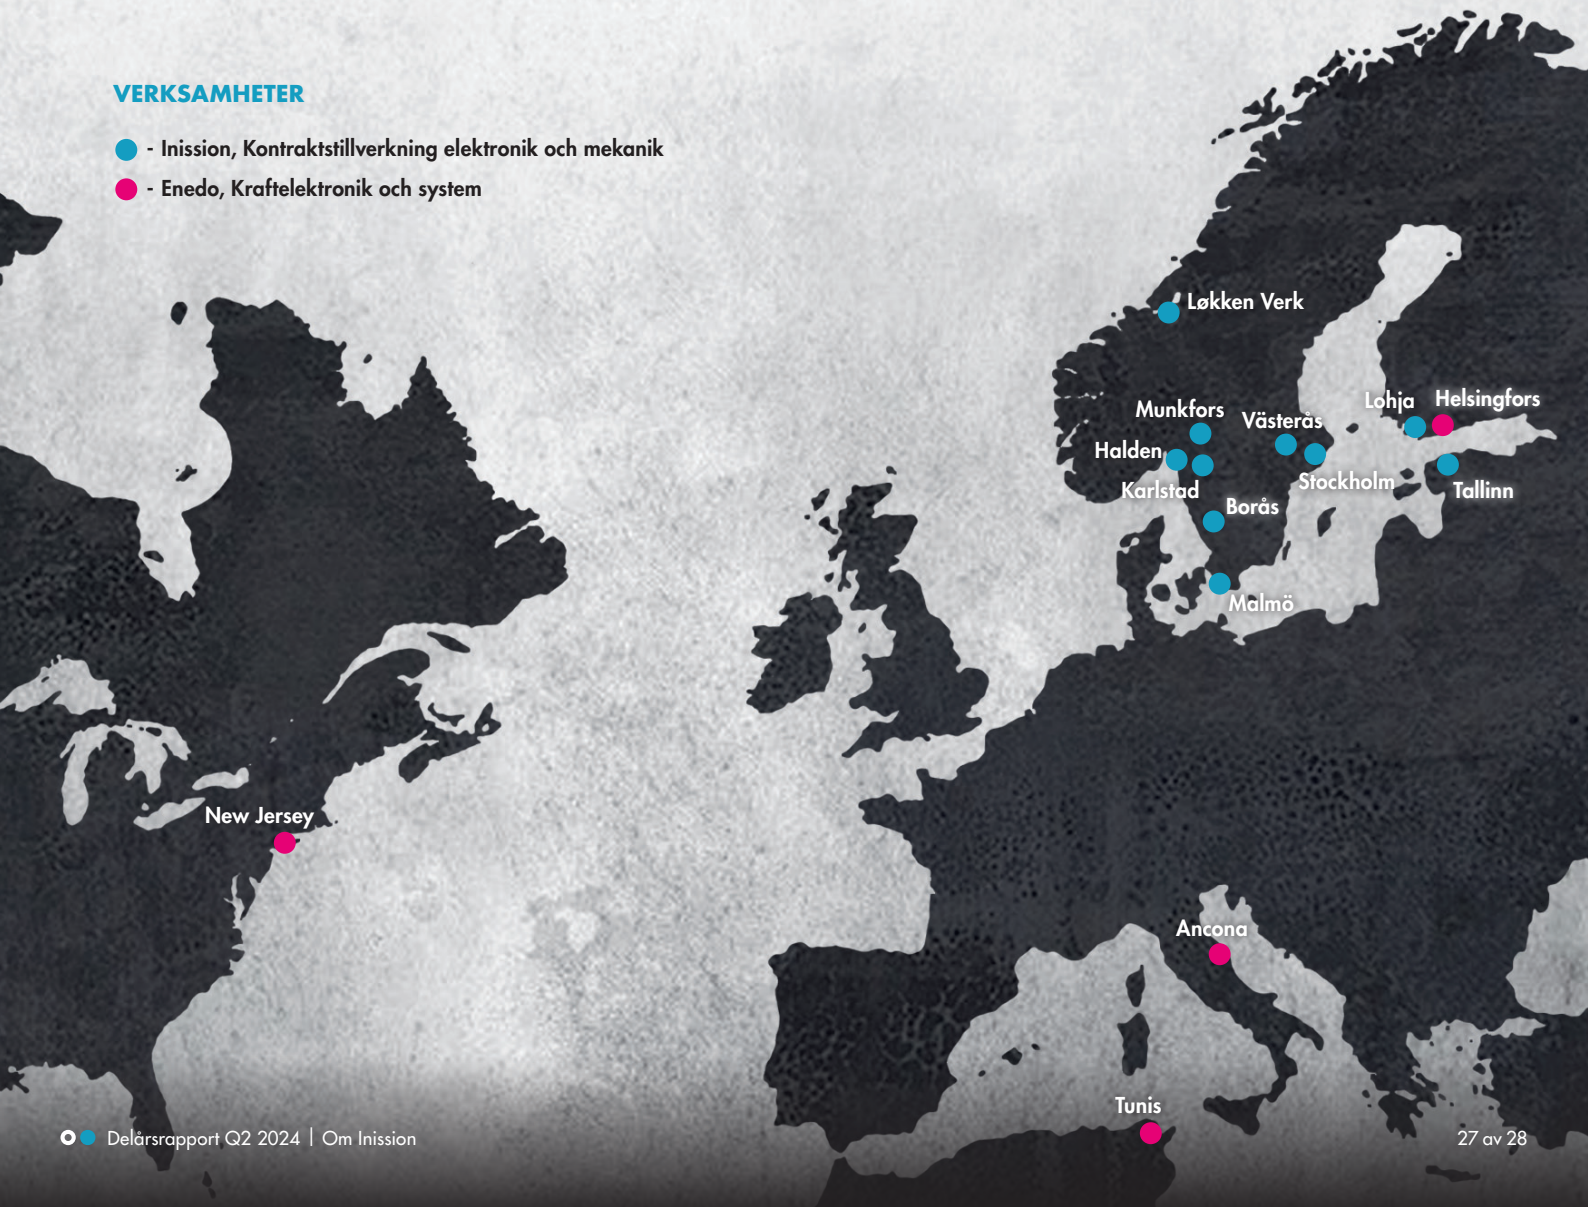 VERKSAMHETER
- Inission, Kontraktstillverkning elektronik och mekanik
- Enedo, Kraftelektronik och system
Løkken Verk
Lohja
Helsingfors
Munkfors
Västerås
Halden
Karlstad
Stockholm
Tallinn
Borås
Malmö
New Jersey
Ancona
Tunis
Delårsrapport Q2 2024 | Om Inission
27 av 28